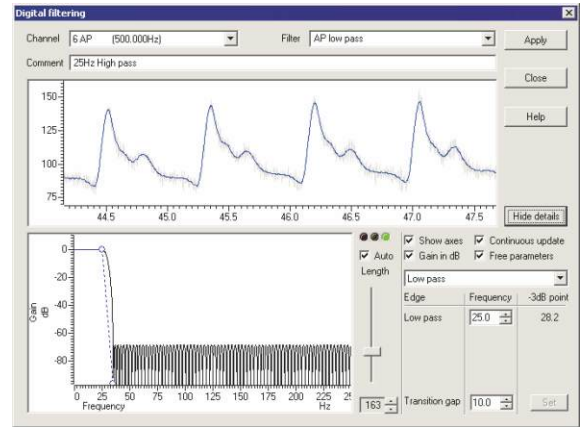 Digital filtering
Channel 6 AP (500.000Hz) Filter AP low pass Apply
Comment 25Hz High pass
Close
Help
150
125
100
75
44.5 45.0 45.5 46.0 46.5 47.0 47.5
Hide details
0
-20
-40
-60
-80
Gain dB
0 25 50 75 100 125 150 175 200 225 25
Frequency Hz
Auto
Length
163
Show axes Continuous update
Gain in dB Free parameters
Low pass
Edge Frequency -3dB point
Low pass 25.0 28.2
Transition gap 10.0 Set